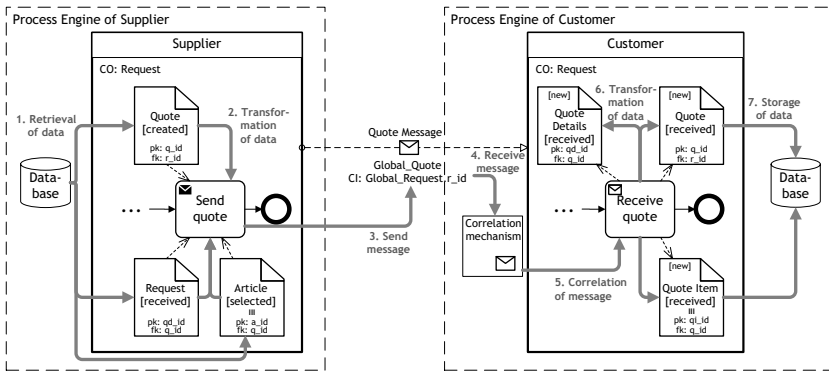 Process Engine of Supplier
Supplier
CO: Request
1. Retrieval
of data
Quote
[created]
pk: q_id
fk: r_id
2. Transfor-
mation
of data
Data-
base
...
Send
quote
Request
[received]
pk: qd_id
fk: q_id
Article
[selected]
III
pk: a_id
fk: q_id
3. Send
message
Quote Message
Global_Quote
CI: Global_Request.r_id
4. Receive
message
Process Engine of Customer
Customer
CO: Request
[new]
Quote
Details
[received]
pk: qd_id
fk: q_id
6. Transfor-
mation
of data
[new]
Quote
[received]
pk: q_id
fk: r_id
7. Storage
of data
Data-
base
Correlation
mechanism
...
Receive
quote
5. Correlation
of message
[new]
Quote Item
[received]
III
pk: qi_id
fk: q_id